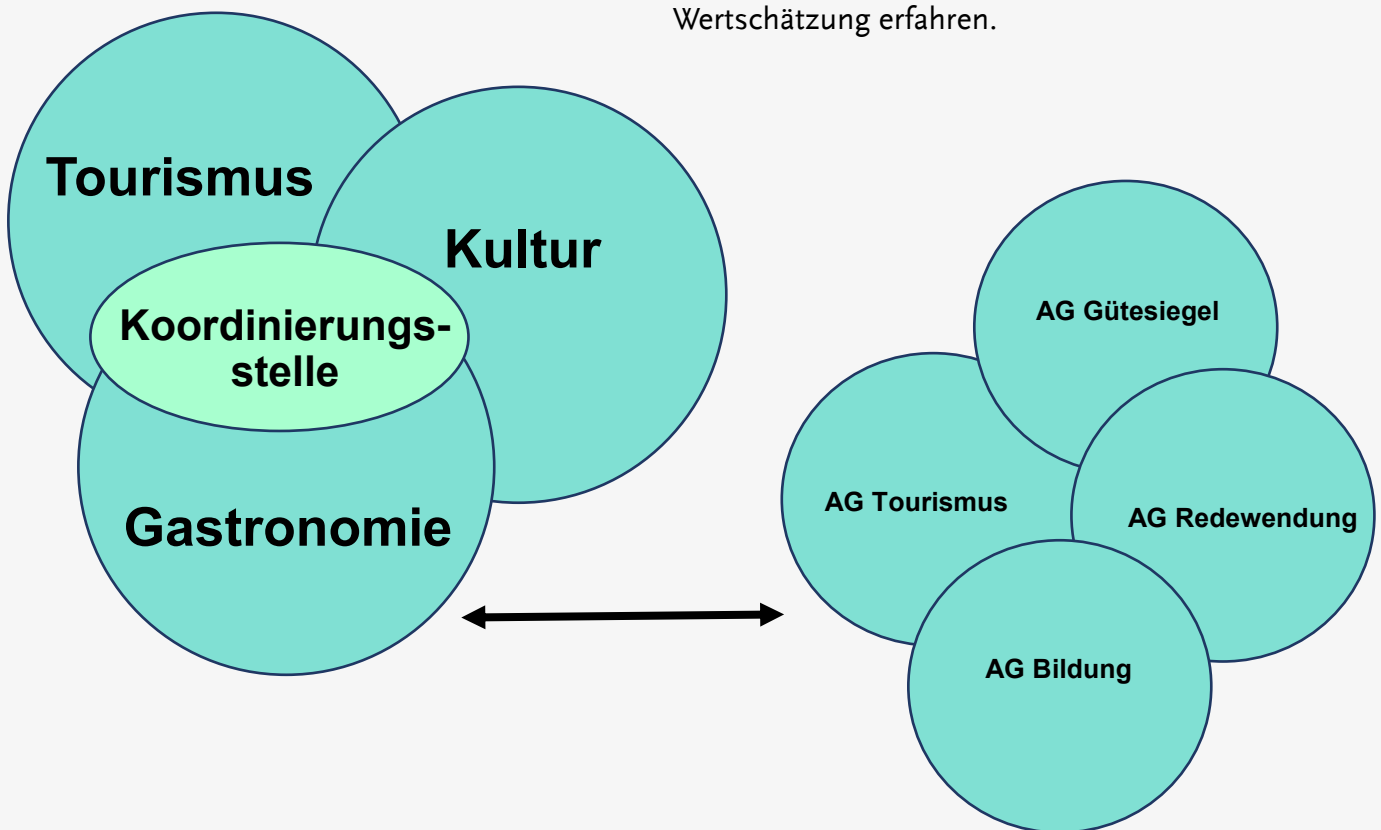 Wertschätzung erfahren.
Tourismus
Kultur
Koordinierungs-
stelle
Gastronomie
AG Gütesiegel
AG Tourismus
AG Redewendung
AG Bildung